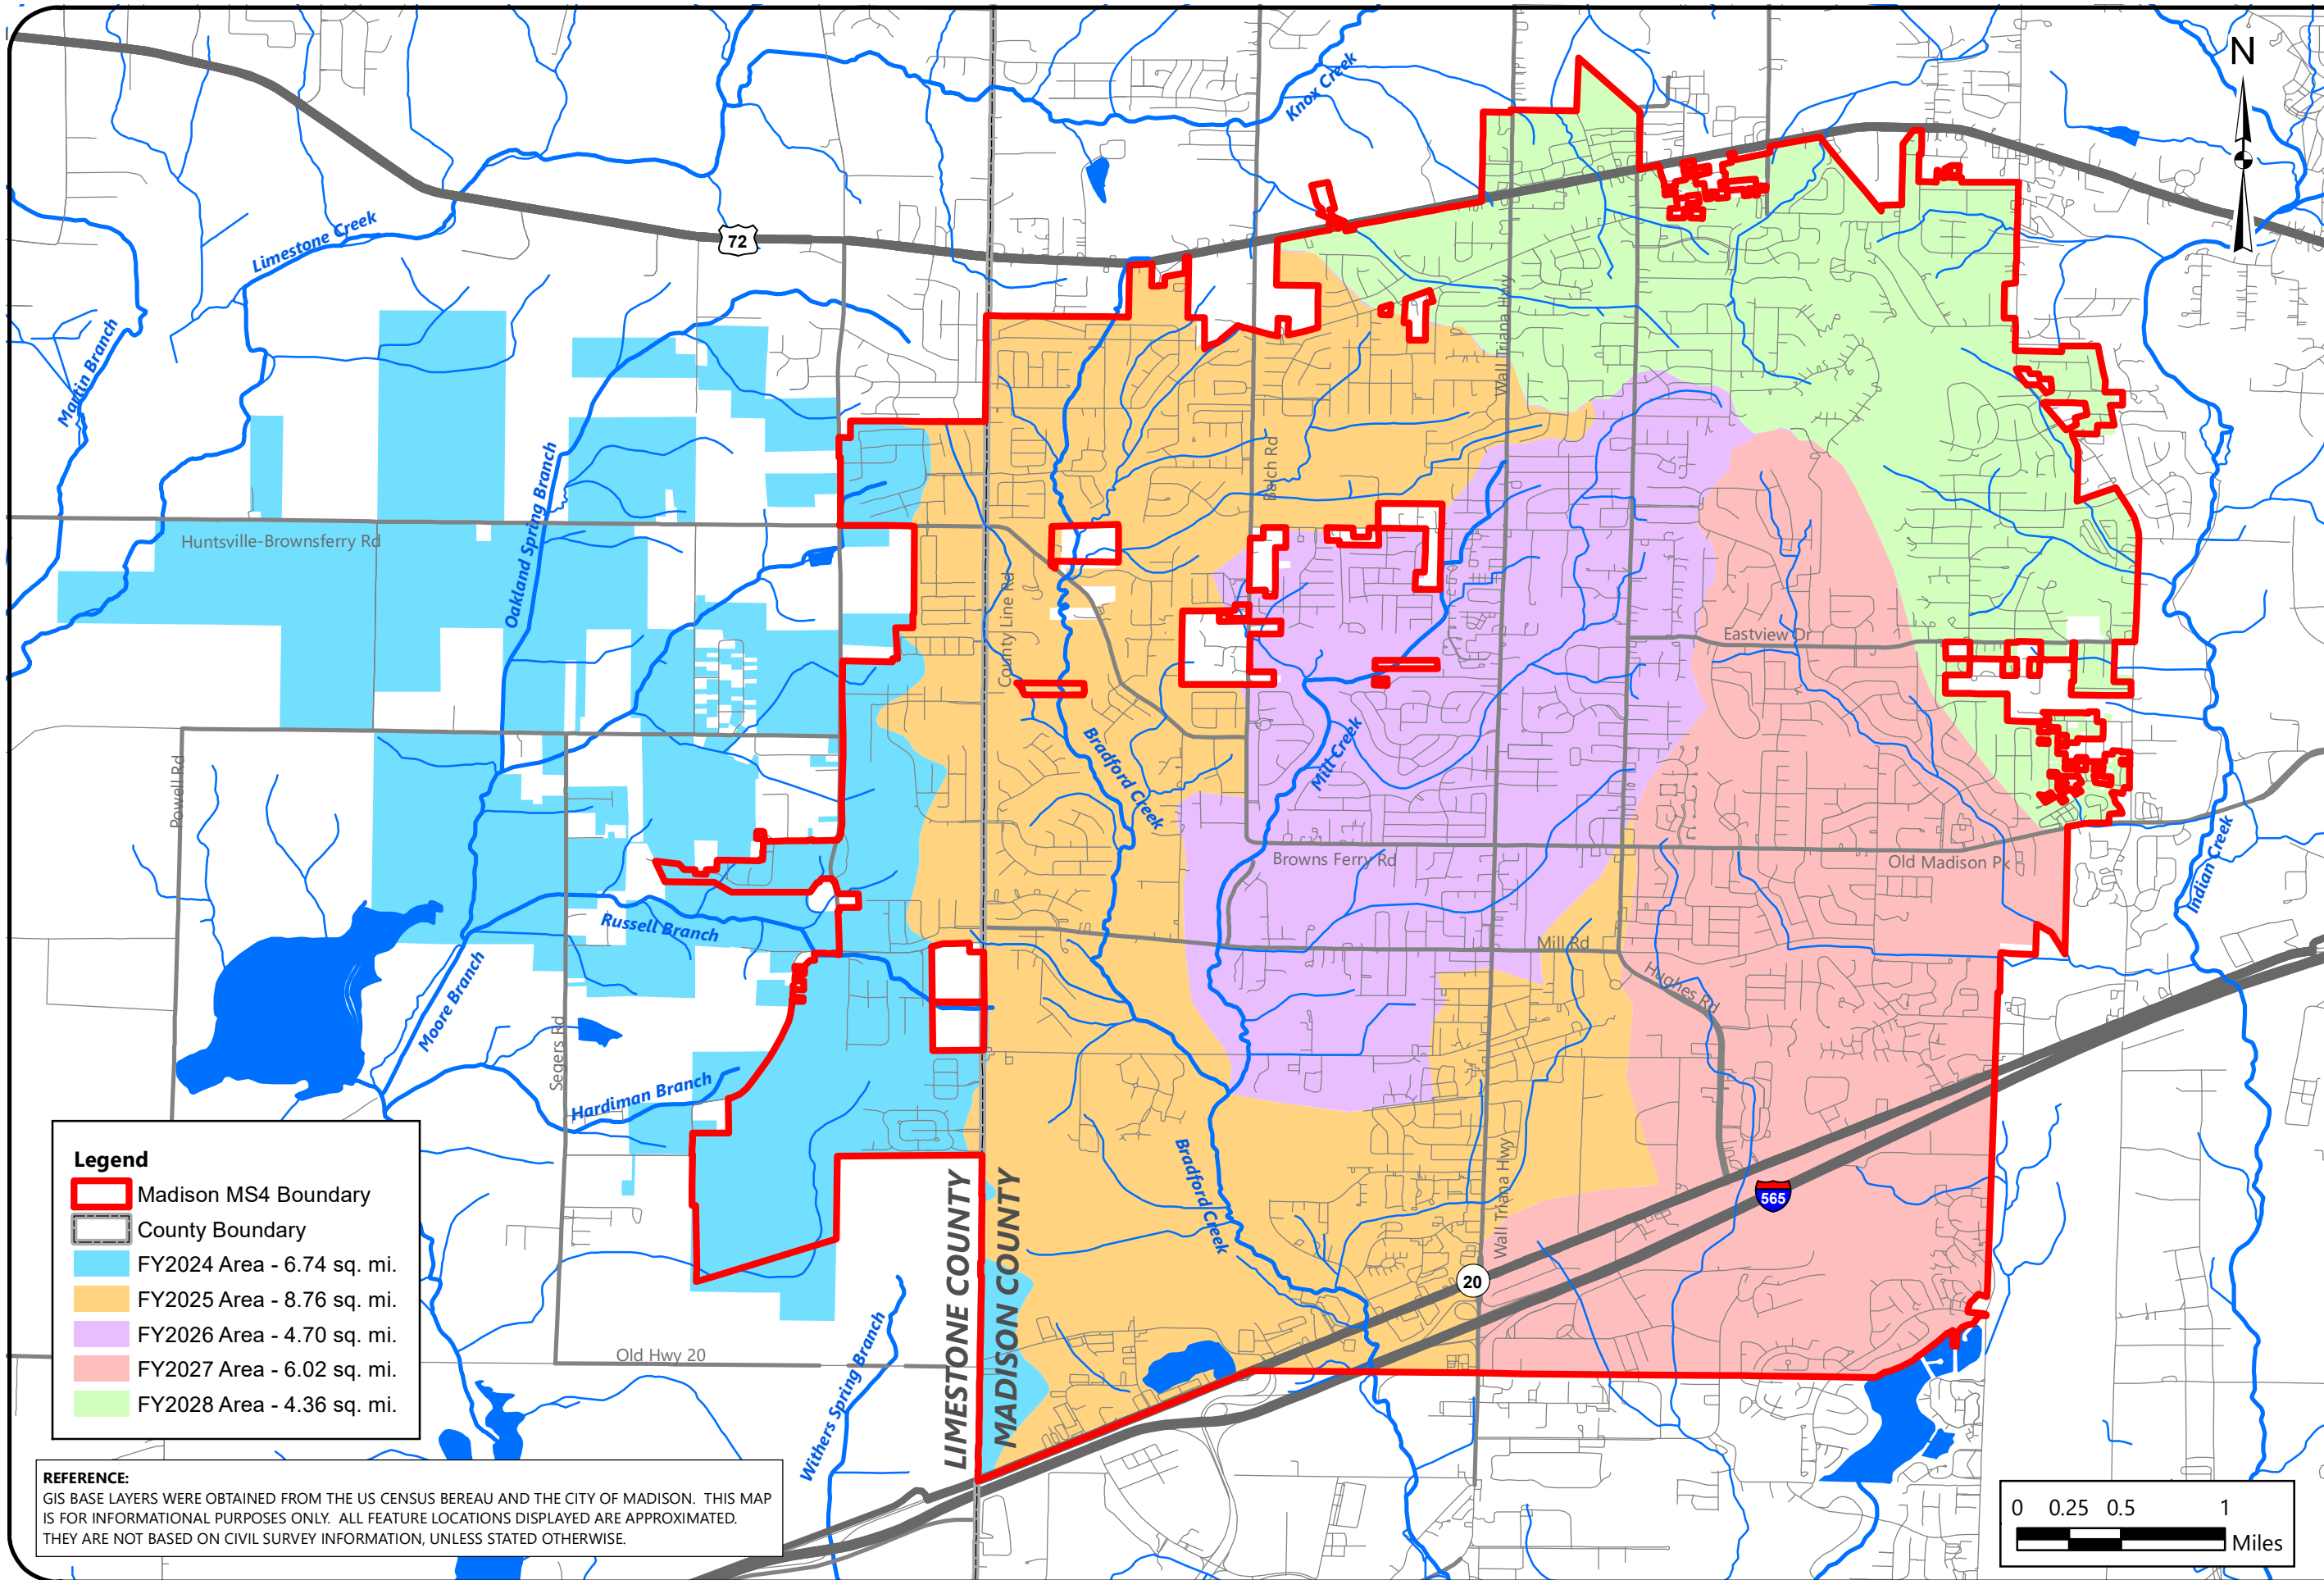 N
Knox Creek
Limestone Creek
72
Martin Branch
Wall Triana Hwy
Balch Rd
Oakland Spring Branch
Huntsville-Brownsferry Rd
County Line Rd
Eastview Dr
Powell Rd
Bradford Creek
Mill Creek
Browns Ferry Rd
Old Madison Pk
Indian Creek
Russell Branch
Mill Rd
Hughes Rd
Moore Branch
Segers Rd
Hardiman Branch
Bradford Creek
Wall Triana Hwy
565
20
LIMESTONE COUNTY
MADISON COUNTY
Old Hwy 20
Withers Spring Branch
Legend
Madison MS4 Boundary
County Boundary
FY2024 Area - 6.74 sq. mi.
FY2025 Area - 8.76 sq. mi.
FY2026 Area - 4.70 sq. mi.
FY2027 Area - 6.02 sq. mi.
FY2028 Area - 4.36 sq. mi.
REFERENCE:
GIS BASE LAYERS WERE OBTAINED FROM THE US CENSUS BEREAU AND THE CITY OF MADISON. THIS MAP
IS FOR INFORMATIONAL PURPOSES ONLY. ALL FEATURE LOCATIONS DISPLAYED ARE APPROXIMATED.
THEY ARE NOT BASED ON CIVIL SURVEY INFORMATION, UNLESS STATED OTHERWISE.
0 0.25 0.5 1
Miles